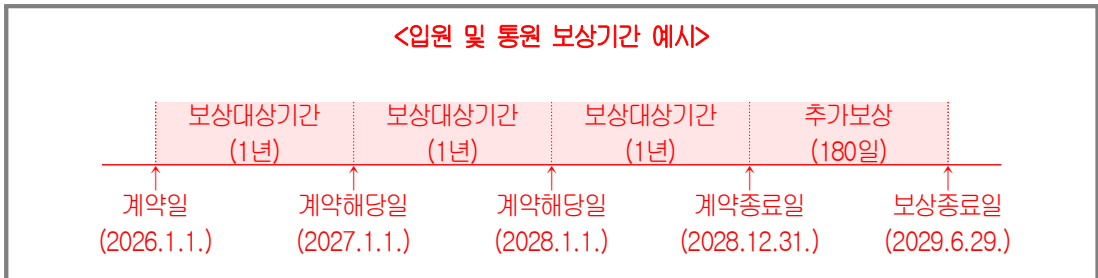 <입원 및 통원 보상기간 예시>
보상대상기간 보상대상기간 보상대상기간 추가보상
(1년) (1년) (1년) (180일)
계약일 계약해당일 계약해당일 계약종료일 보상종료일
(2026.1.1.) (2027.1.1.) (2028.1.1.) (2028.12.31.) (2029.6.29.)